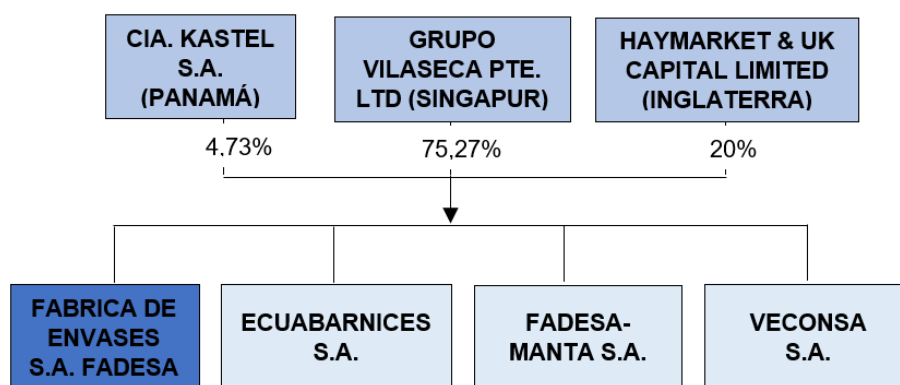 CIA. KASTEL
S.A.
(PANAMÁ)
GRUPO
VILASECA PTE.
LTD (SINGAPUR)
HAYMARKET & UK
CAPITAL LIMITED
(INGLATERRA)
4,73%
75,27%
20%
FABRICA DE
ENVASES
S.A. FADESA
ECUABARNICES
S.A.
FADESA-
MANTA S.A.
VECONSA
S.A.